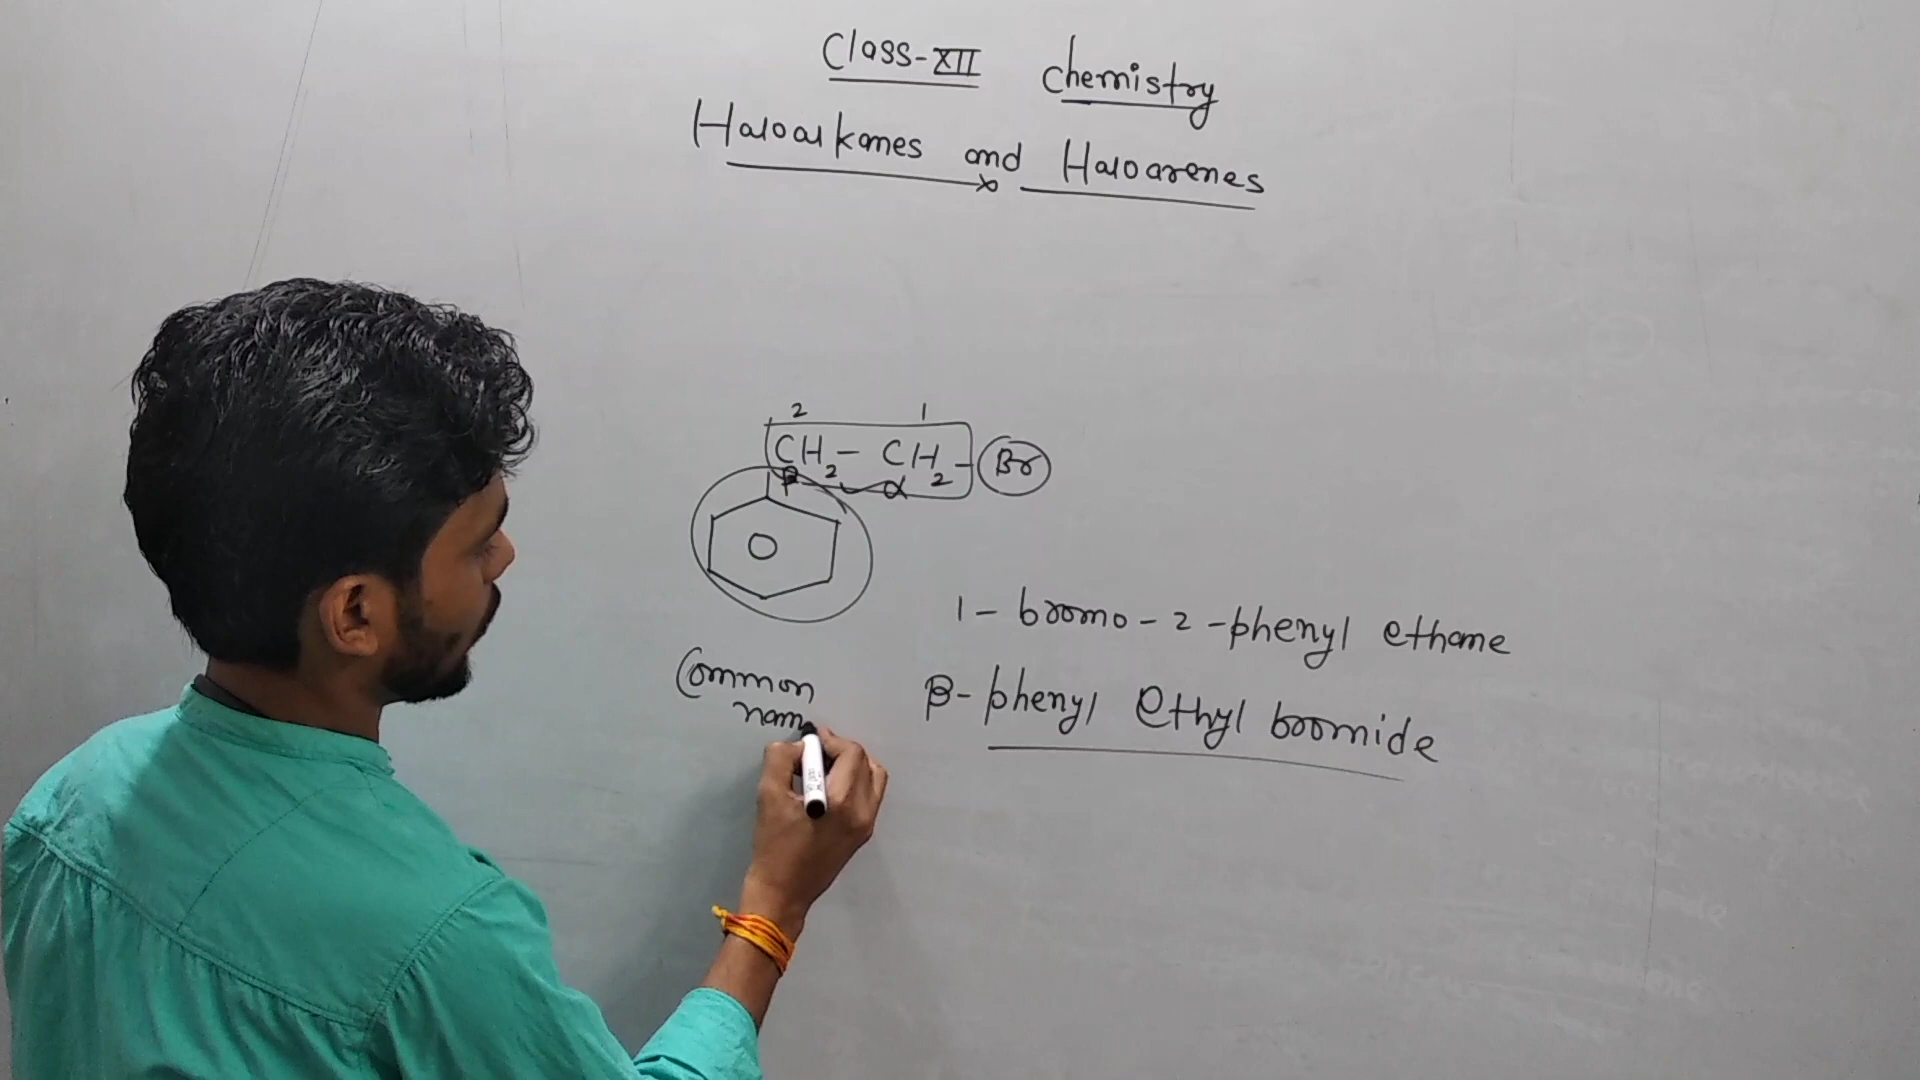 Class-XII Chemistry
Haloalkanes and Haloarenes
2 1
CH2- CH2-Br
β α
1-bromo-2-phenyl ethane
Common β-phenyl Ethyl bromide
nam